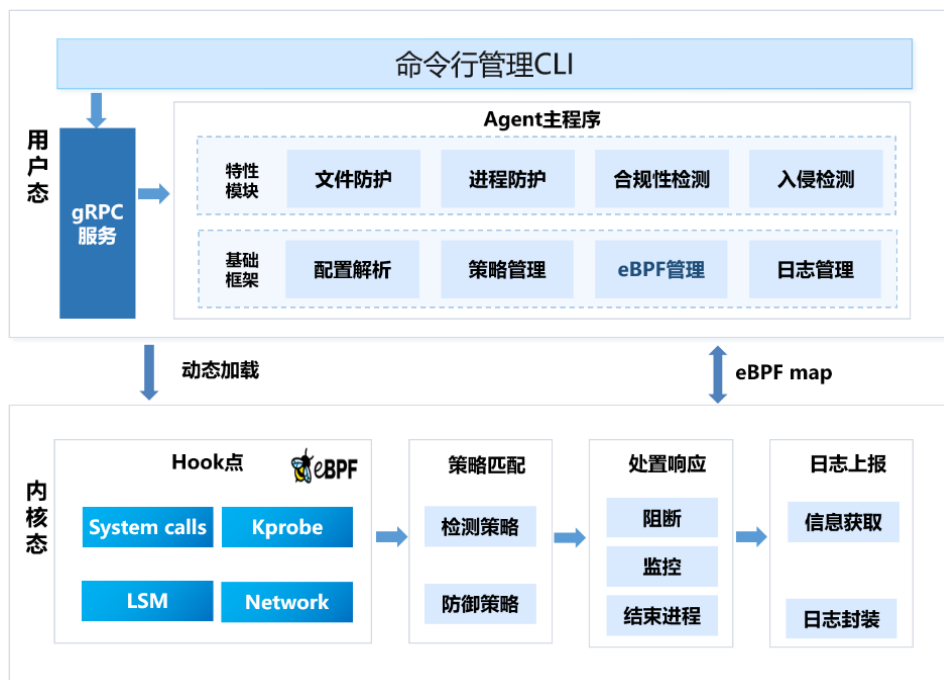 命令行管理CLI
用户态
gRPC
服务
Agent主程序
特性
模块
文件防护
进程防护
合规性检测
入侵检测
基础
框架
配置解析
策略管理
eBPF管理
日志管理
动态加载
eBPF map
内核态
Hook点
eBPF
System calls
Kprobe
LSM
Network
策略匹配
检测策略
防御策略
处置响应
阻断
监控
结束进程
日志上报
信息获取
日志封装